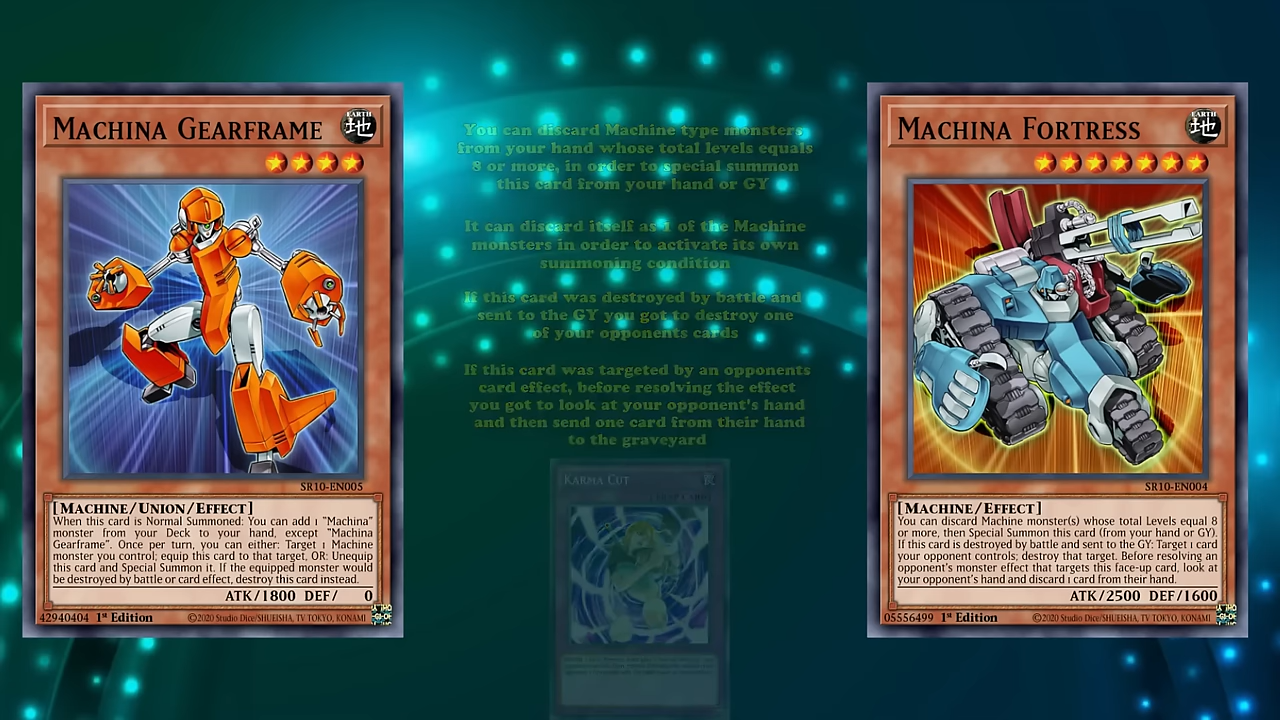 MACHINA GEARFRAME
EARTH
地
SR10-EN005
[MACHINE/UNION/EFFECT]
When this card is Normal Summoned: You can add 1 "Machina"
monster from your Deck to your hand, except "Machina
Gearframe". Once per turn, you can either: Target 1 Machine
monster you control; equip this card to that target, OR: Unequip
this card and Special Summon it. If the equipped monster would
be destroyed by battle or card effect, destroy this card instead.
ATK/1800 DEF/ 0
42940404 1st Edition ©2020 Studio Dice/SHUEISHA, TV TOKYO, KONAMI
You can discard Machine type monsters
from your hand whose total levels equals
8 or more, in order to special summon
this card from your hand or GY
It can discard itself as 1 of the Machine
monsters in order to activate its own
summoning condition
If this card was destroyed by battle and
sent to the GY you got to destroy one
of your opponents cards
If this card was targeted by an opponents
card effect, before resolving the effect
you got to look at your opponent's hand
and then send one card from their hand
to the graveyard
KARMA CUT
MACHINA FORTRESS
EARTH
地
SR10-EN004
[MACHINE/EFFECT]
You can discard Machine monster(s) whose total Levels equal 8
or more, then Special Summon this card (from your hand or GY).
If this card is destroyed by battle and sent to the GY: Target 1 card
your opponent controls; destroy that target. Before resolving an
opponent's monster effect that targets this face-up card, look at
your opponent's hand and discard 1 card from their hand.
ATK/2500 DEF/1600
05556499 1st Edition ©2020 Studio Dice/SHUEISHA, TV TOKYO, KONAMI